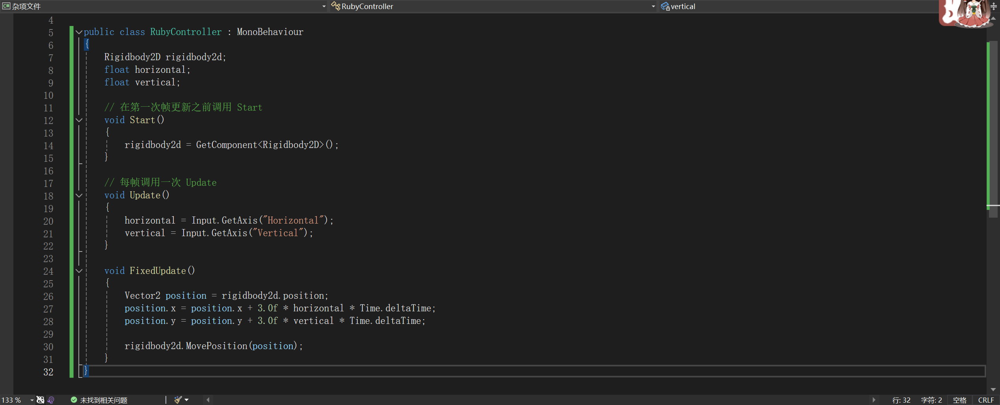 C# 杂项文件 RubyController vertical
4
5 public class RubyController : MonoBehaviour
6 {
7 Rigidbody2D rigidbody2d;
8 float horizontal;
9 float vertical;
10
11 // 在第一次帧更新之前调用 Start
12 void Start()
13 {
14 rigidbody2d = GetComponent<Rigidbody2D>();
15 }
16
17 // 每帧调用一次 Update
18 void Update()
19 {
20 horizontal = Input.GetAxis("Horizontal");
21 vertical = Input.GetAxis("Vertical");
22 }
23
24 void FixedUpdate()
25 {
26 Vector2 position = rigidbody2d.position;
27 position.x = position.x + 3.0f * horizontal * Time.deltaTime;
28 position.y = position.y + 3.0f * vertical * Time.deltaTime;
29
30 rigidbody2d.MovePosition(position);
31 }
32 }
133 % 未找到相关问题 行: 32 字符: 2 空格 CRLF